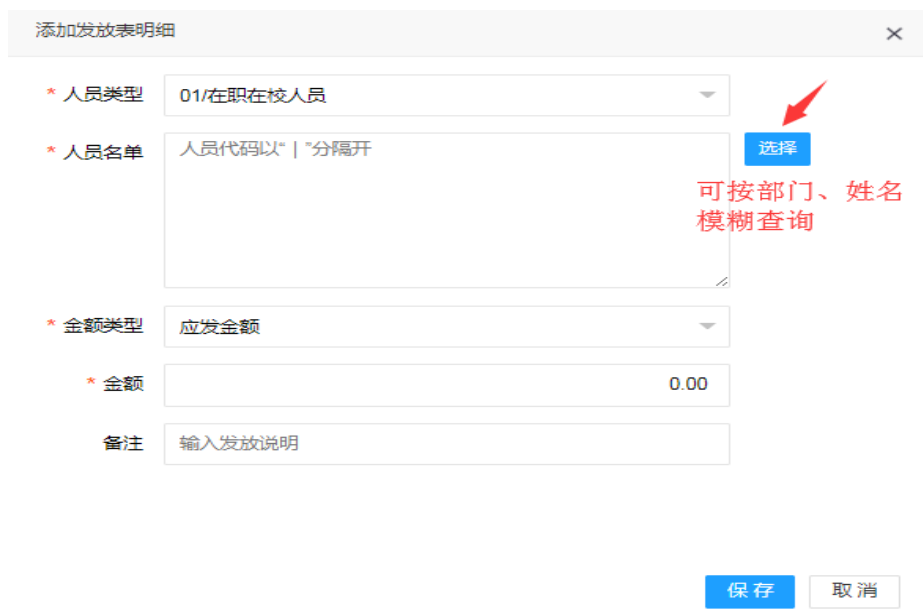 添加发放表明细
* 人员类型 01/在职在校人员
* 人员名单 人员代码以“ | ”分隔开 选择
可按部门、姓名
模糊查询
* 金额类型 应发金额
* 金额 0.00
备注 输入发放说明
保存 取消